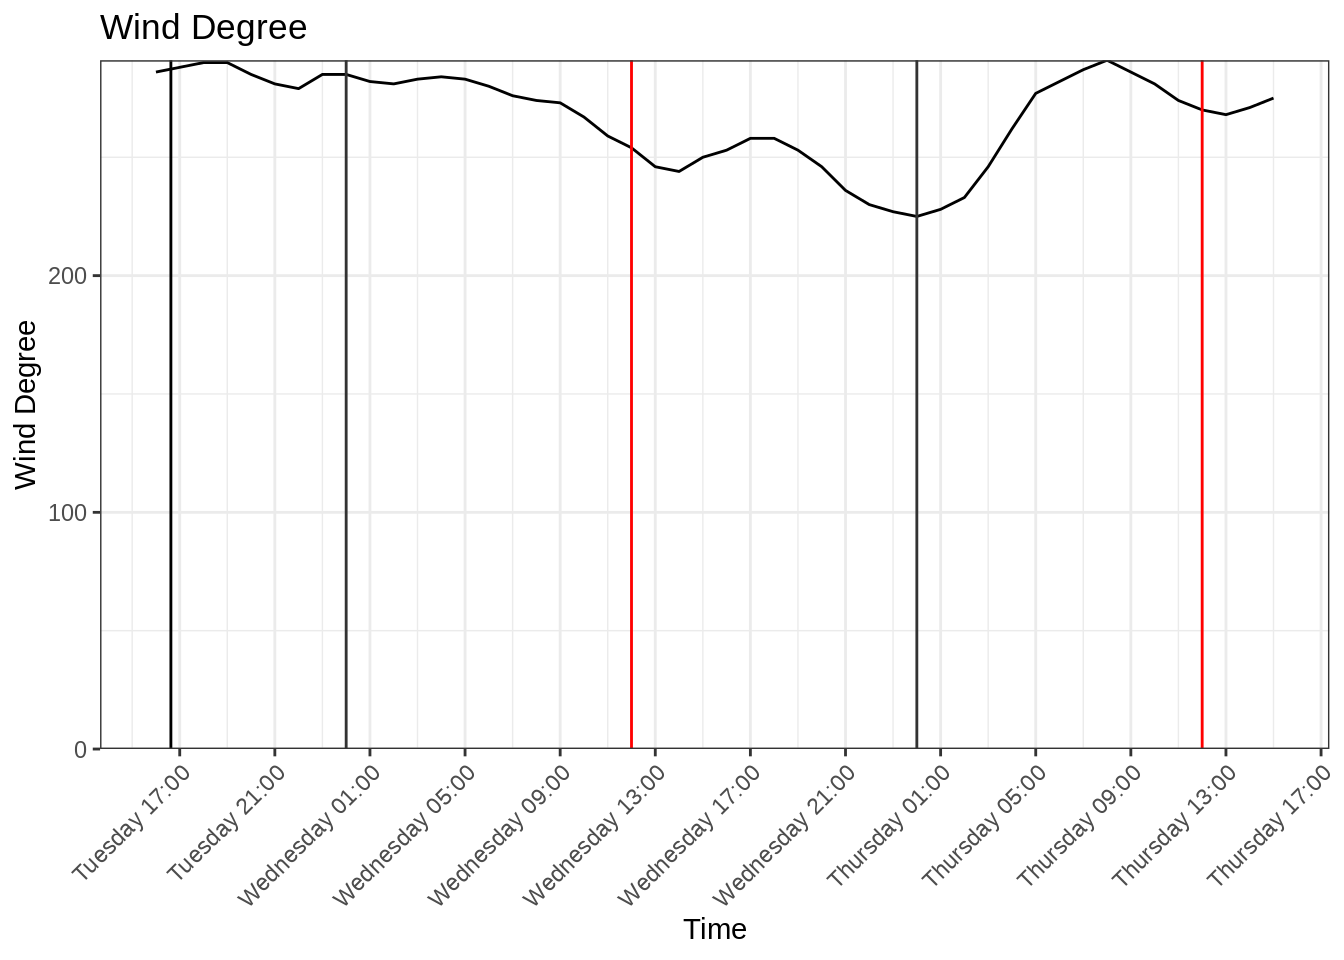 Wind Degree
Wind Degree
200
100
0
Tuesday 17:00
Tuesday 21:00
Wednesday 01:00
Wednesday 05:00
Wednesday 09:00
Wednesday 13:00
Wednesday 17:00
Wednesday 21:00
Thursday 01:00
Thursday 05:00
Thursday 09:00
Thursday 13:00
Thursday 17:00
Time